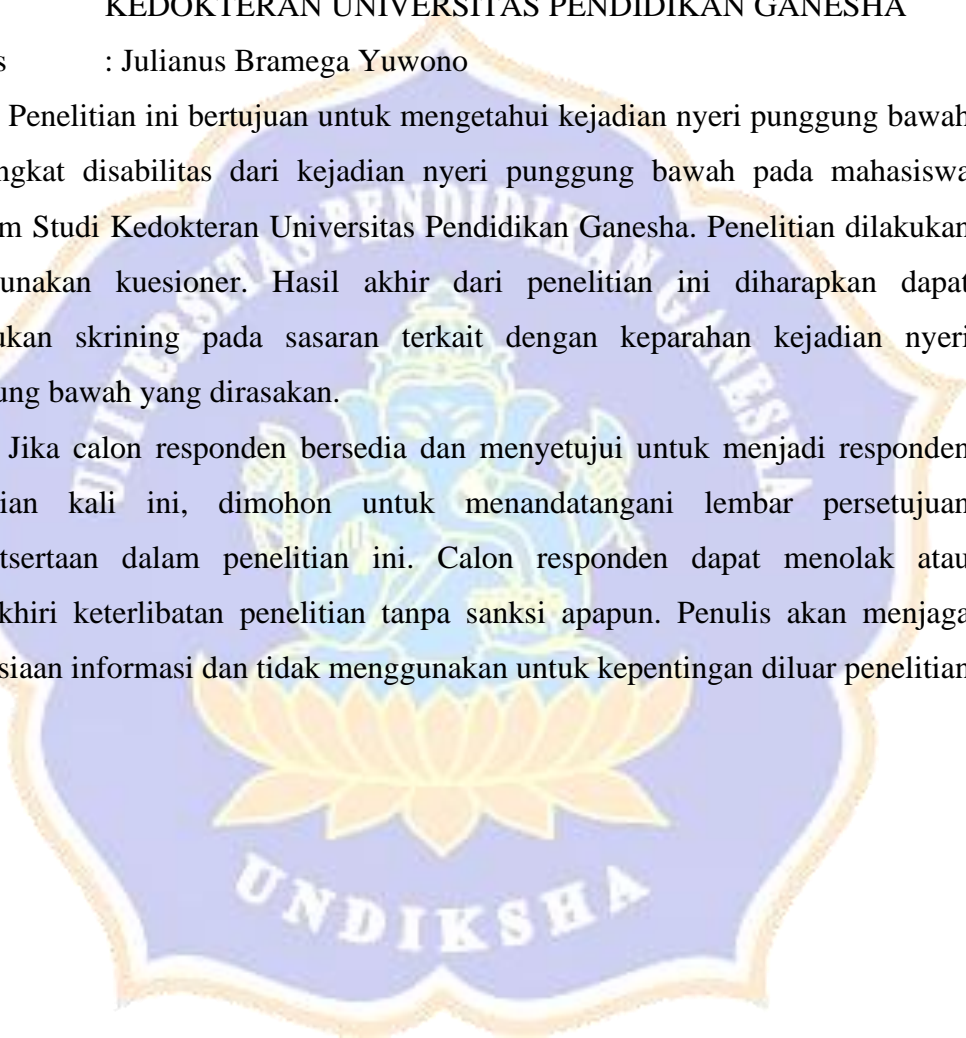 KEDOKTERAN UNIVERSITAS PENDIDIKAN GANESHA
s : Julianus Bramega Yuwono
Penelitian ini bertujuan untuk mengetahui kejadian nyeri punggung bawah
ngkat disabilitas dari kejadian nyeri punggung bawah pada mahasiswa
m Studi Kedokteran Universitas Pendidikan Ganesha. Penelitian dilakukan
unakan kuesioner. Hasil akhir dari penelitian ini diharapkan dapat
ukan skrining pada sasaran terkait dengan keparahan kejadian nyeri
ung bawah yang dirasakan.
Jika calon responden bersedia dan menyetujui untuk menjadi responden
ian kali ini, dimohon untuk menandatangani lembar persetujuan
tsertaan dalam penelitian ini. Calon responden dapat menolak atau
khiri keterlibatan penelitian tanpa sanksi apapun. Penulis akan menjaga
siaan informasi dan tidak menggunakan untuk kepentingan diluar penelitian
UNIVERSITAS PENDIDIKAN GANESHA
UNDIKSHA